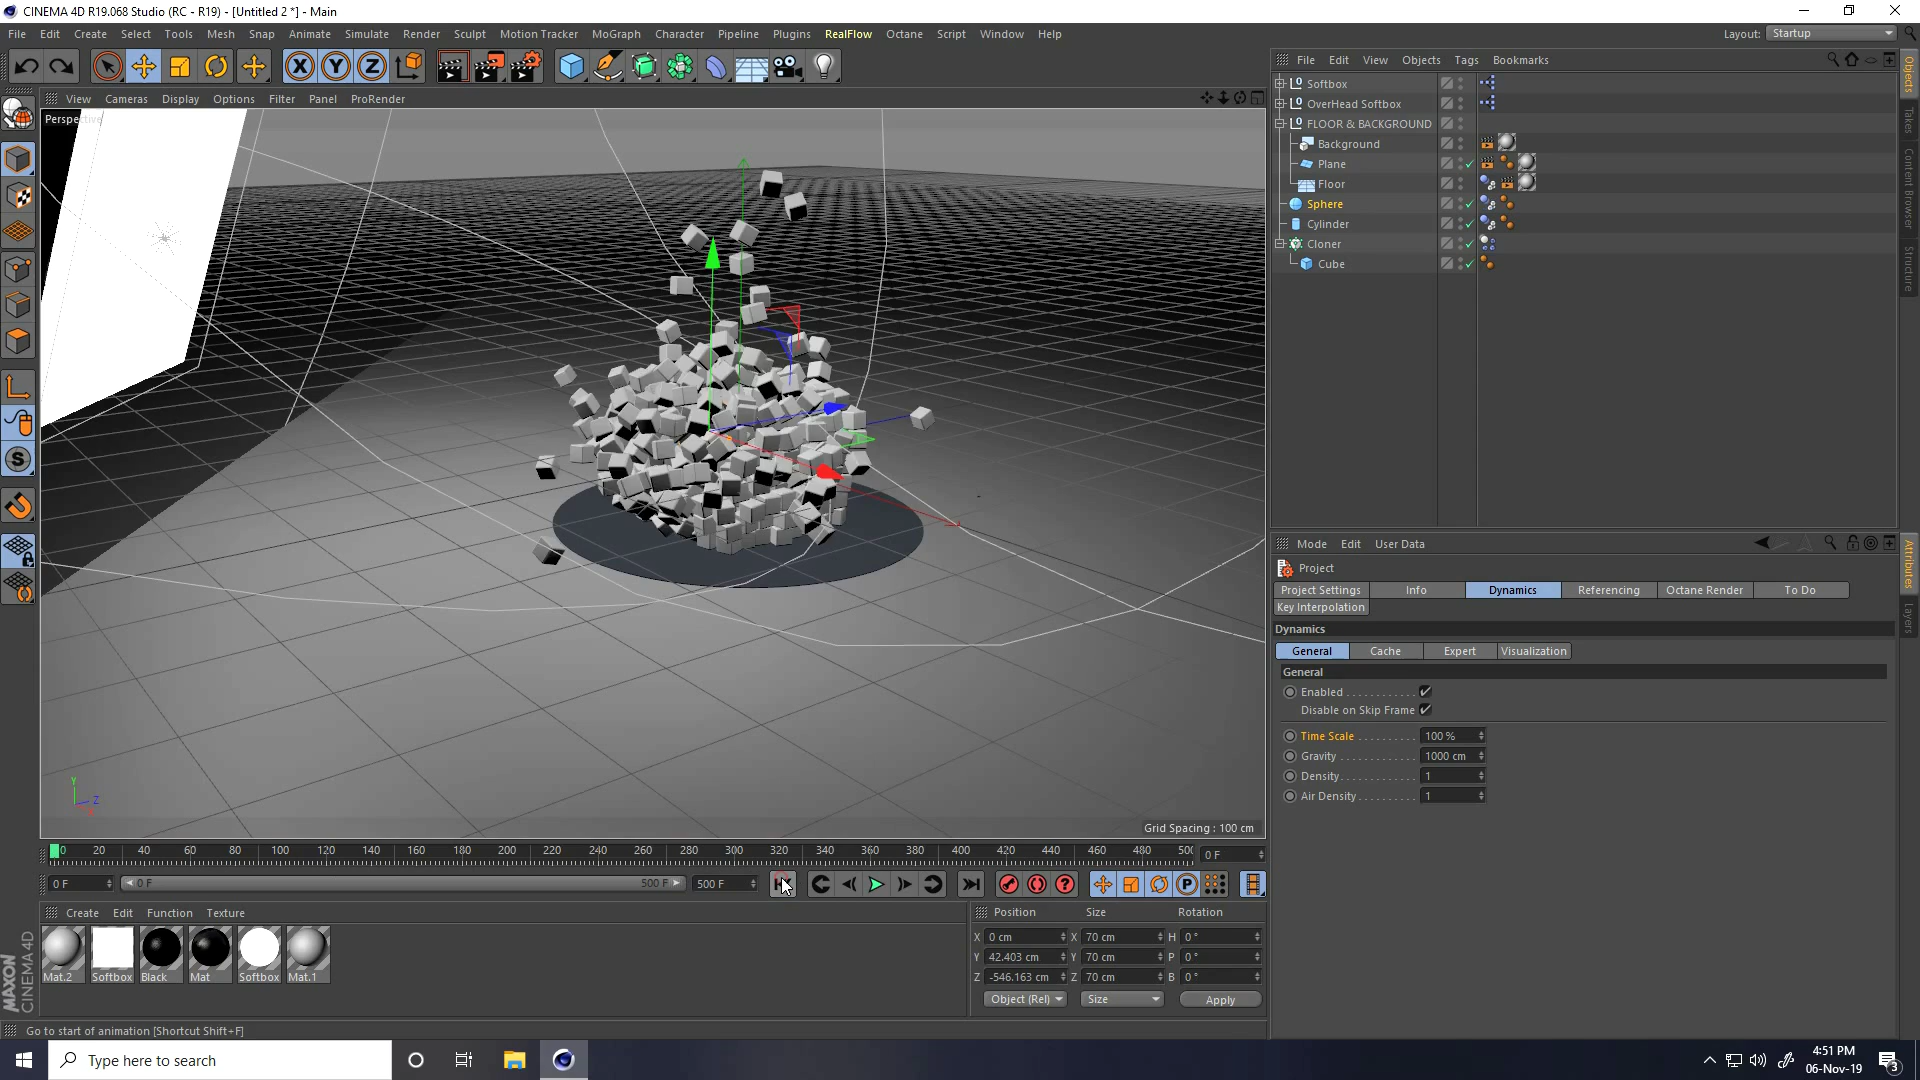 CINEMA 4D R19.068 Studio (RC - R19) - [Untitled 2 *] - Main
File Edit Create Select Tools Mesh Snap Animate Simulate Render Sculpt Motion Tracker MoGraph Character Pipeline Plugins RealFlow Octane Script Window Help
Layout: Startup
File Edit View Objects Tags Bookmarks
View Cameras Display Options Filter Panel ProRender
Perspective
Softbox
OverHead Softbox
FLOOR & BACKGROUND
Background
Plane
Floor
Sphere
Cylinder
Cloner
Cube
Objects
Takes
Content Browser
Structure
Mode Edit User Data
Project
Project Settings Info Dynamics Referencing Octane Render To Do
Key Interpolation
Dynamics
General Cache Expert Visualization
General
Enabled
Disable on Skip Frame
Time Scale 100 %
Gravity 1000 cm
Density 1
Air Density 1
Attributes
Layers
Y
Z
Grid Spacing : 100 cm
0 20 40 60 80 100 120 140 160 180 200 220 240 260 280 300 320 340 360 380 400 420 440 460 480 500
0 F
0 F 0 F 500 F 500 F
P
Create Edit Function Texture
Mat.2 Softbox Black Mat Softbox Mat.1
Position Size Rotation
X 0 cm X 70 cm H 0 °
Y 42.403 cm Y 70 cm P 0 °
Z -546.163 cm Z 70 cm B 0 °
Object (Rel) Size Apply
MAXON
CINEMA 4D
Go to start of animation [Shortcut Shift+F]
Type here to search
4:51 PM
06-Nov-19
3